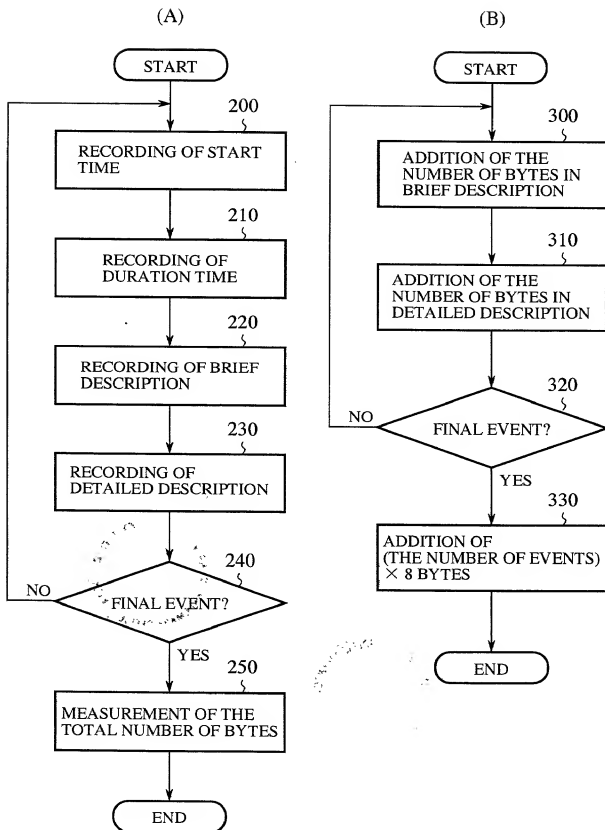 (A)
START
200
RECORDING OF START
TIME
210
RECORDING OF
DURATION TIME
220
RECORDING OF BRIEF
DESCRIPTION
230
RECORDING OF
DETAILED DESCRIPTION
240
NO
FINAL EVENT?
YES
250
MEASUREMENT OF THE
TOTAL NUMBER OF BYTES
END
(B)
START
300
ADDITION OF THE
NUMBER OF BYTES IN
BRIEF DESCRIPTION
310
ADDITION OF THE
NUMBER OF BYTES IN
DETAILED DESCRIPTION
320
NO
FINAL EVENT?
YES
330
ADDITION OF
(THE NUMBER OF EVENTS)
× 8 BYTES
END